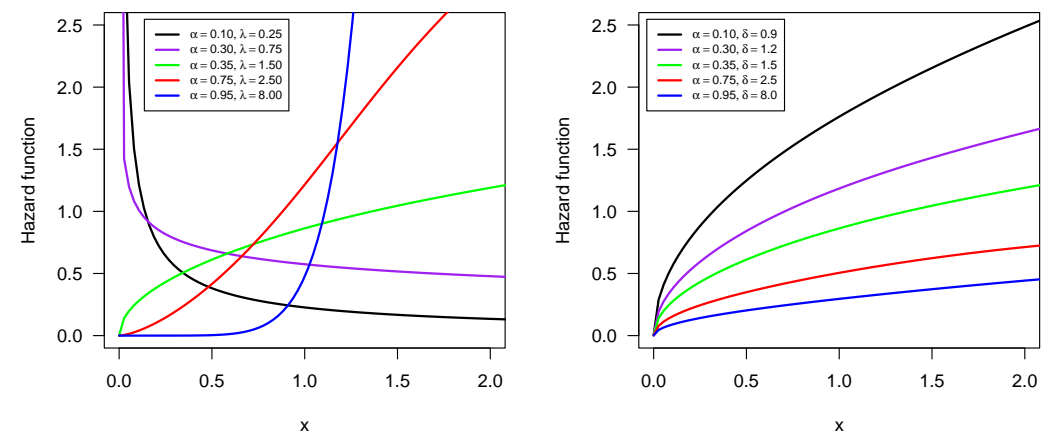 Hazard function
2.5
2.0
1.5
1.0
0.5
0.0
α = 0.10, λ = 0.25
α = 0.30, λ = 0.75
α = 0.35, λ = 1.50
α = 0.75, λ = 2.50
α = 0.95, λ = 8.00
0.0 0.5 1.0 1.5 2.0
x
Hazard function
2.5
2.0
1.5
1.0
0.5
0.0
α = 0.10, δ = 0.9
α = 0.30, δ = 1.2
α = 0.35, δ = 1.5
α = 0.75, δ = 2.5
α = 0.95, δ = 8.0
0.0 0.5 1.0 1.5 2.0
x